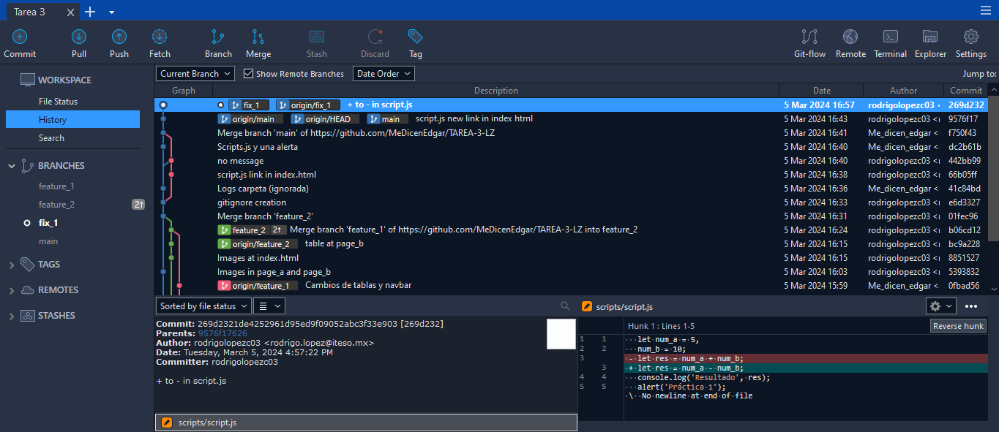 Tarea 3
Commit Pull Push Fetch Branch Merge Stash Discard Tag Git-flow Remote Terminal Explorer Settings
WORKSPACE
File Status
History
Search
BRANCHES
feature_1
feature_2 2↑
fix_1
main
TAGS
REMOTES
STASHES
Current Branch Show Remote Branches Date Order Jump to:
Graph Description Date Author Commit
fix_1 origin/fix_1 + to - in script.js 5 Mar 2024 16:57 rodrigolopezc03 < 269d232
origin/main origin/HEAD main script.js new link in index html 5 Mar 2024 16:43 rodrigolopezc03 <r 9576f17
Merge branch 'main' of https://github.com/MeDicenEdgar/TAREA-3-LZ 5 Mar 2024 16:41 Me_dicen_edgar < f750f43
Scripts.js y una alerta 5 Mar 2024 16:40 Me_dicen_edgar < dc2b61b
no message 5 Mar 2024 16:40 rodrigolopezc03 <r 442bb99
script.js link in index.html 5 Mar 2024 16:38 rodrigolopezc03 <r 66b05ff
Logs carpeta (ignorada) 5 Mar 2024 16:36 Me_dicen_edgar < 41c84bd
gitignore creation 5 Mar 2024 16:33 rodrigolopezc03 <r e6d3327
Merge branch 'feature_2' 5 Mar 2024 16:31 rodrigolopezc03 <r 01fec96
feature_2 2↑ Merge branch 'feature_1' of https://github.com/MeDicenEdgar/TAREA-3-LZ into feature_2 5 Mar 2024 16:24 rodrigolopezc03 <r b06cd12
origin/feature_2 table at page_b 5 Mar 2024 16:15 rodrigolopezc03 <r bc9a228
Images at index.html 5 Mar 2024 16:15 rodrigolopezc03 <r 8851527
Images in page_a and page_b 5 Mar 2024 16:03 rodrigolopezc03 <r 5393832
origin/feature_1 Cambios de tablas y navbar 5 Mar 2024 15:59 Me_dicen_edgar < 0fbad56
Sorted by file status
Commit: 269d2321de4252961d95ed9f09052abc3f33e903 [269d232]
Parents: 9576f17626
Author: rodrigolopezc03 <rodrigo.lopez@iteso.mx>
Date: Tuesday, March 5, 2024 4:57:22 PM
Committer: rodrigolopezc03
+ to - in script.js
scripts/script.js
scripts/script.js
Hunk 1 : Lines 1-5 Reverse hunk
1 1 let num_a = 5,
2 2 num_b = 10;
3 - let res = num_a + num_b;
3 + let res = num_a - num_b;
4 4 console.log('Resultado', res);
5 5 alert('Práctica 1');
\ No newline at end of file